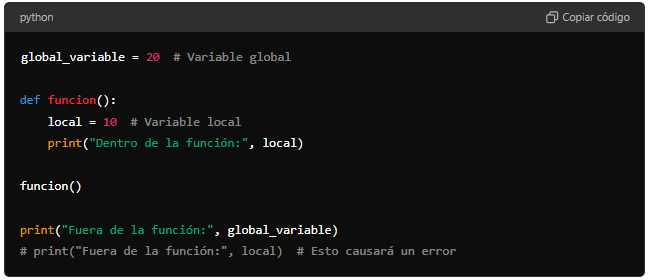 python
Copiar código
global_variable = 20  # Variable global
def funcion():
    local = 10  # Variable local
    print("Dentro de la función:", local)
funcion()
print("Fuera de la función:", global_variable)
# print("Fuera de la función:", local)  # Esto causará un error